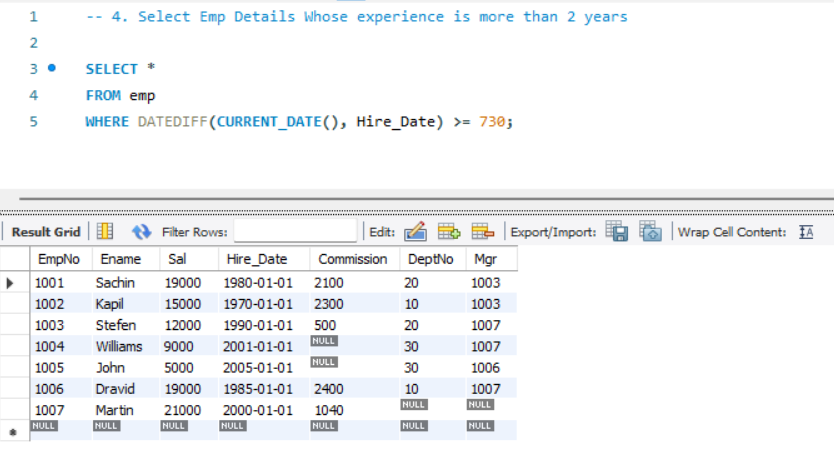 1 -- 4. Select Emp Details Whose experience is more than 2 years
2
3 SELECT *
4 FROM emp
5 WHERE DATEDIFF(CURRENT_DATE(), Hire_Date) >= 730;
Result Grid Filter Rows: Edit: Export/Import: Wrap Cell Content: IA
EmpNo Ename Sal Hire_Date Commission DeptNo Mgr
1001 Sachin 19000 1980-01-01 2100 20 1003
1002 Kapil 15000 1970-01-01 2300 10 1003
1003 Stefen 12000 1990-01-01 500 20 1007
1004 Williams 9000 2001-01-01 NULL 30 1007
1005 John 5000 2005-01-01 NULL 30 1006
1006 Dravid 19000 1985-01-01 2400 10 1007
1007 Martin 21000 2000-01-01 1040 NULL NULL
NULL NULL NULL NULL NULL NULL NULL